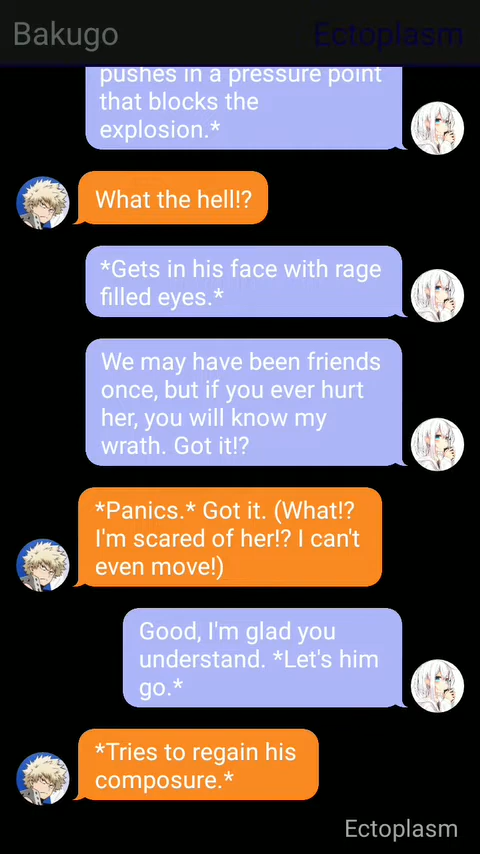 Bakugo
Ectoplasm
pushes in a pressure point
that blocks the
explosion.*
What the hell!?
*Gets in his face with rage
filled eyes.*
We may have been friends
once, but if you ever hurt
her, you will know my
wrath. Got it!?
*Panics.* Got it. (What!?
I'm scared of her!? I can't
even move!)
Good, I'm glad you
understand. *Let's him
go.*
*Tries to regain his
composure.*
Ectoplasm